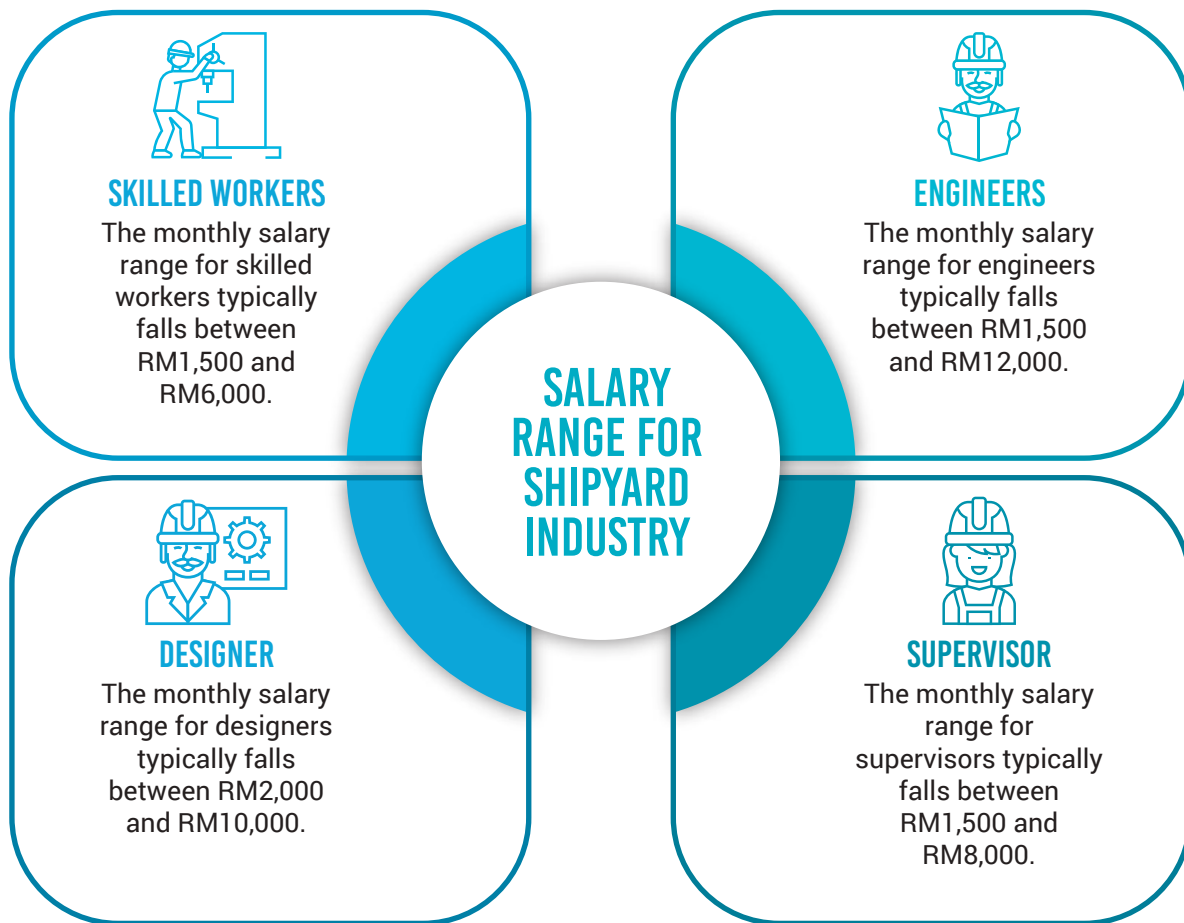 SKILLED WORKERS
The monthly salary
range for skilled
workers typically
falls between
RM1,500 and
RM6,000.
ENGINEERS
The monthly salary
range for engineers
typically falls
between RM1,500
and RM12,000.
SALARY
RANGE FOR
SHIPYARD
INDUSTRY
DESIGNER
The monthly salary
range for designers
typically falls
between RM2,000
and RM10,000.
SUPERVISOR
The monthly salary
range for
supervisors typically
falls between
RM1,500 and
RM8,000.